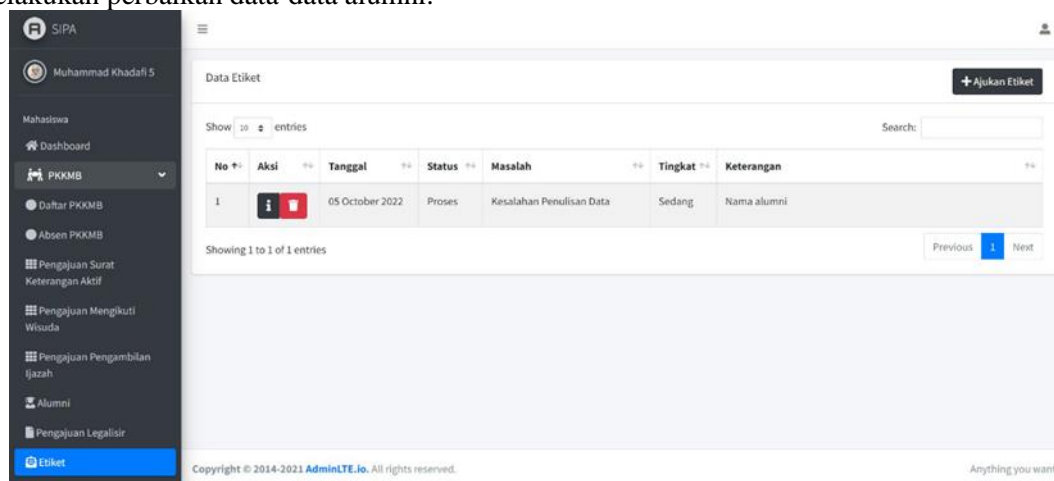 elakukan perbaikan data-data alumni.
SIPA
Muhammad Khadafi 5
Mahasiswa
Dashboard
PKKMB
Daftar PKKMB
Absen PKKMB
Pengajuan Surat
Keterangan Aktif
Pengajuan Mengikuti
Wisuda
Pengajuan Pengambilan
Ijazah
Alumni
Pengajuan Legalisir
Etiket
Data Etiket
Ajukan Etiket
Show 10 entries
Search:
No Aksi Tanggal Status Masalah Tingkat Keterangan
1 05 October 2022 Proses Kesalahan Penulisan Data Sedang Nama alumni
Showing 1 to 1 of 1 entries
Previous 1 Next
Copyright © 2014-2021 AdminLTE.io. All rights reserved.
Anything you want